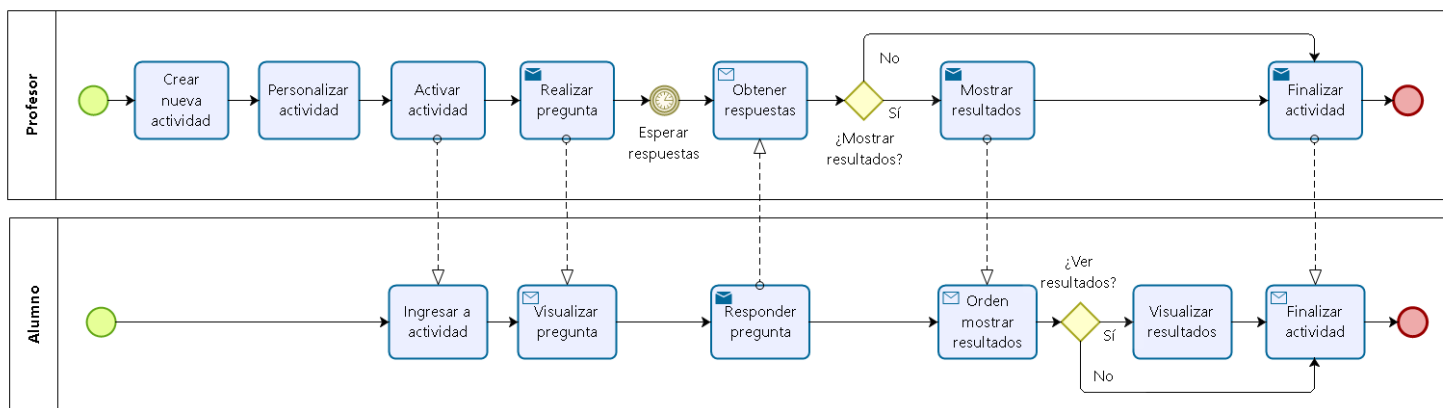 Profesor
Crear
nueva
actividad
Personalizar
actividad
Activar
actividad
Realizar
pregunta
Esperar
respuestas
Obtener
respuestas
¿Mostrar
resultados?
No
Sí
Mostrar
resultados
Finalizar
actividad
Alumno
Ingresar a
actividad
Visualizar
pregunta
Responder
pregunta
Orden
mostrar
resultados
¿Ver
resultados?
Sí
No
Visualizar
resultados
Finalizar
actividad